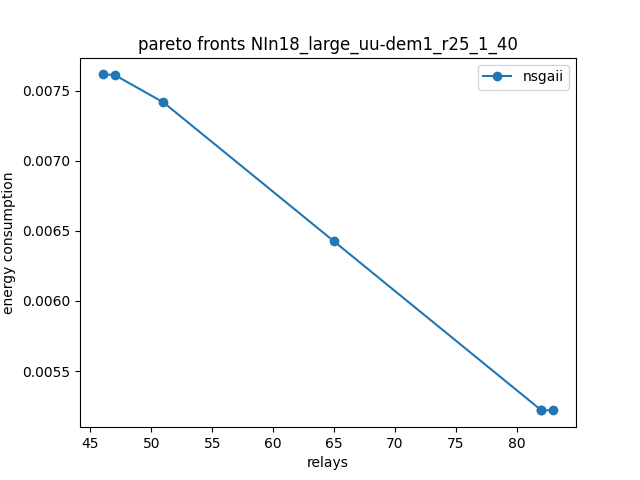 pareto fronts NIn18_large_uu-dem1_r25_1_40
nsgaii
0.0075
0.0070
0.0065
0.0060
0.0055
energy consumption
45 50 55 60 65 70 75 80
relays